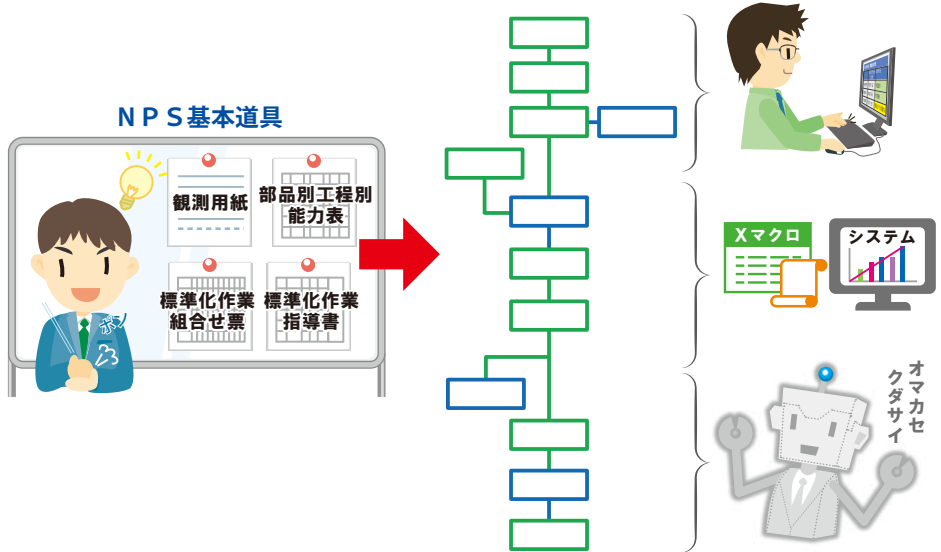 NPS基本道具
観測用紙
部品別工程別
能力表
標準化作業
組合せ票
標準化作業
指導書
ポン
Xマクロ
システム
オマカセ
クダサイ